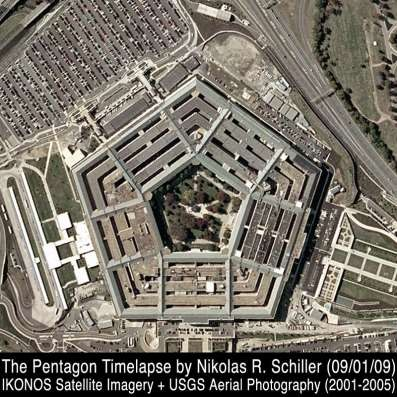 The Pentagon Timelapse by Nikolas R. Schiller (09/01/09)
IKONOS Satellite Imagery + USGS Aerial Photography (2001-2005)